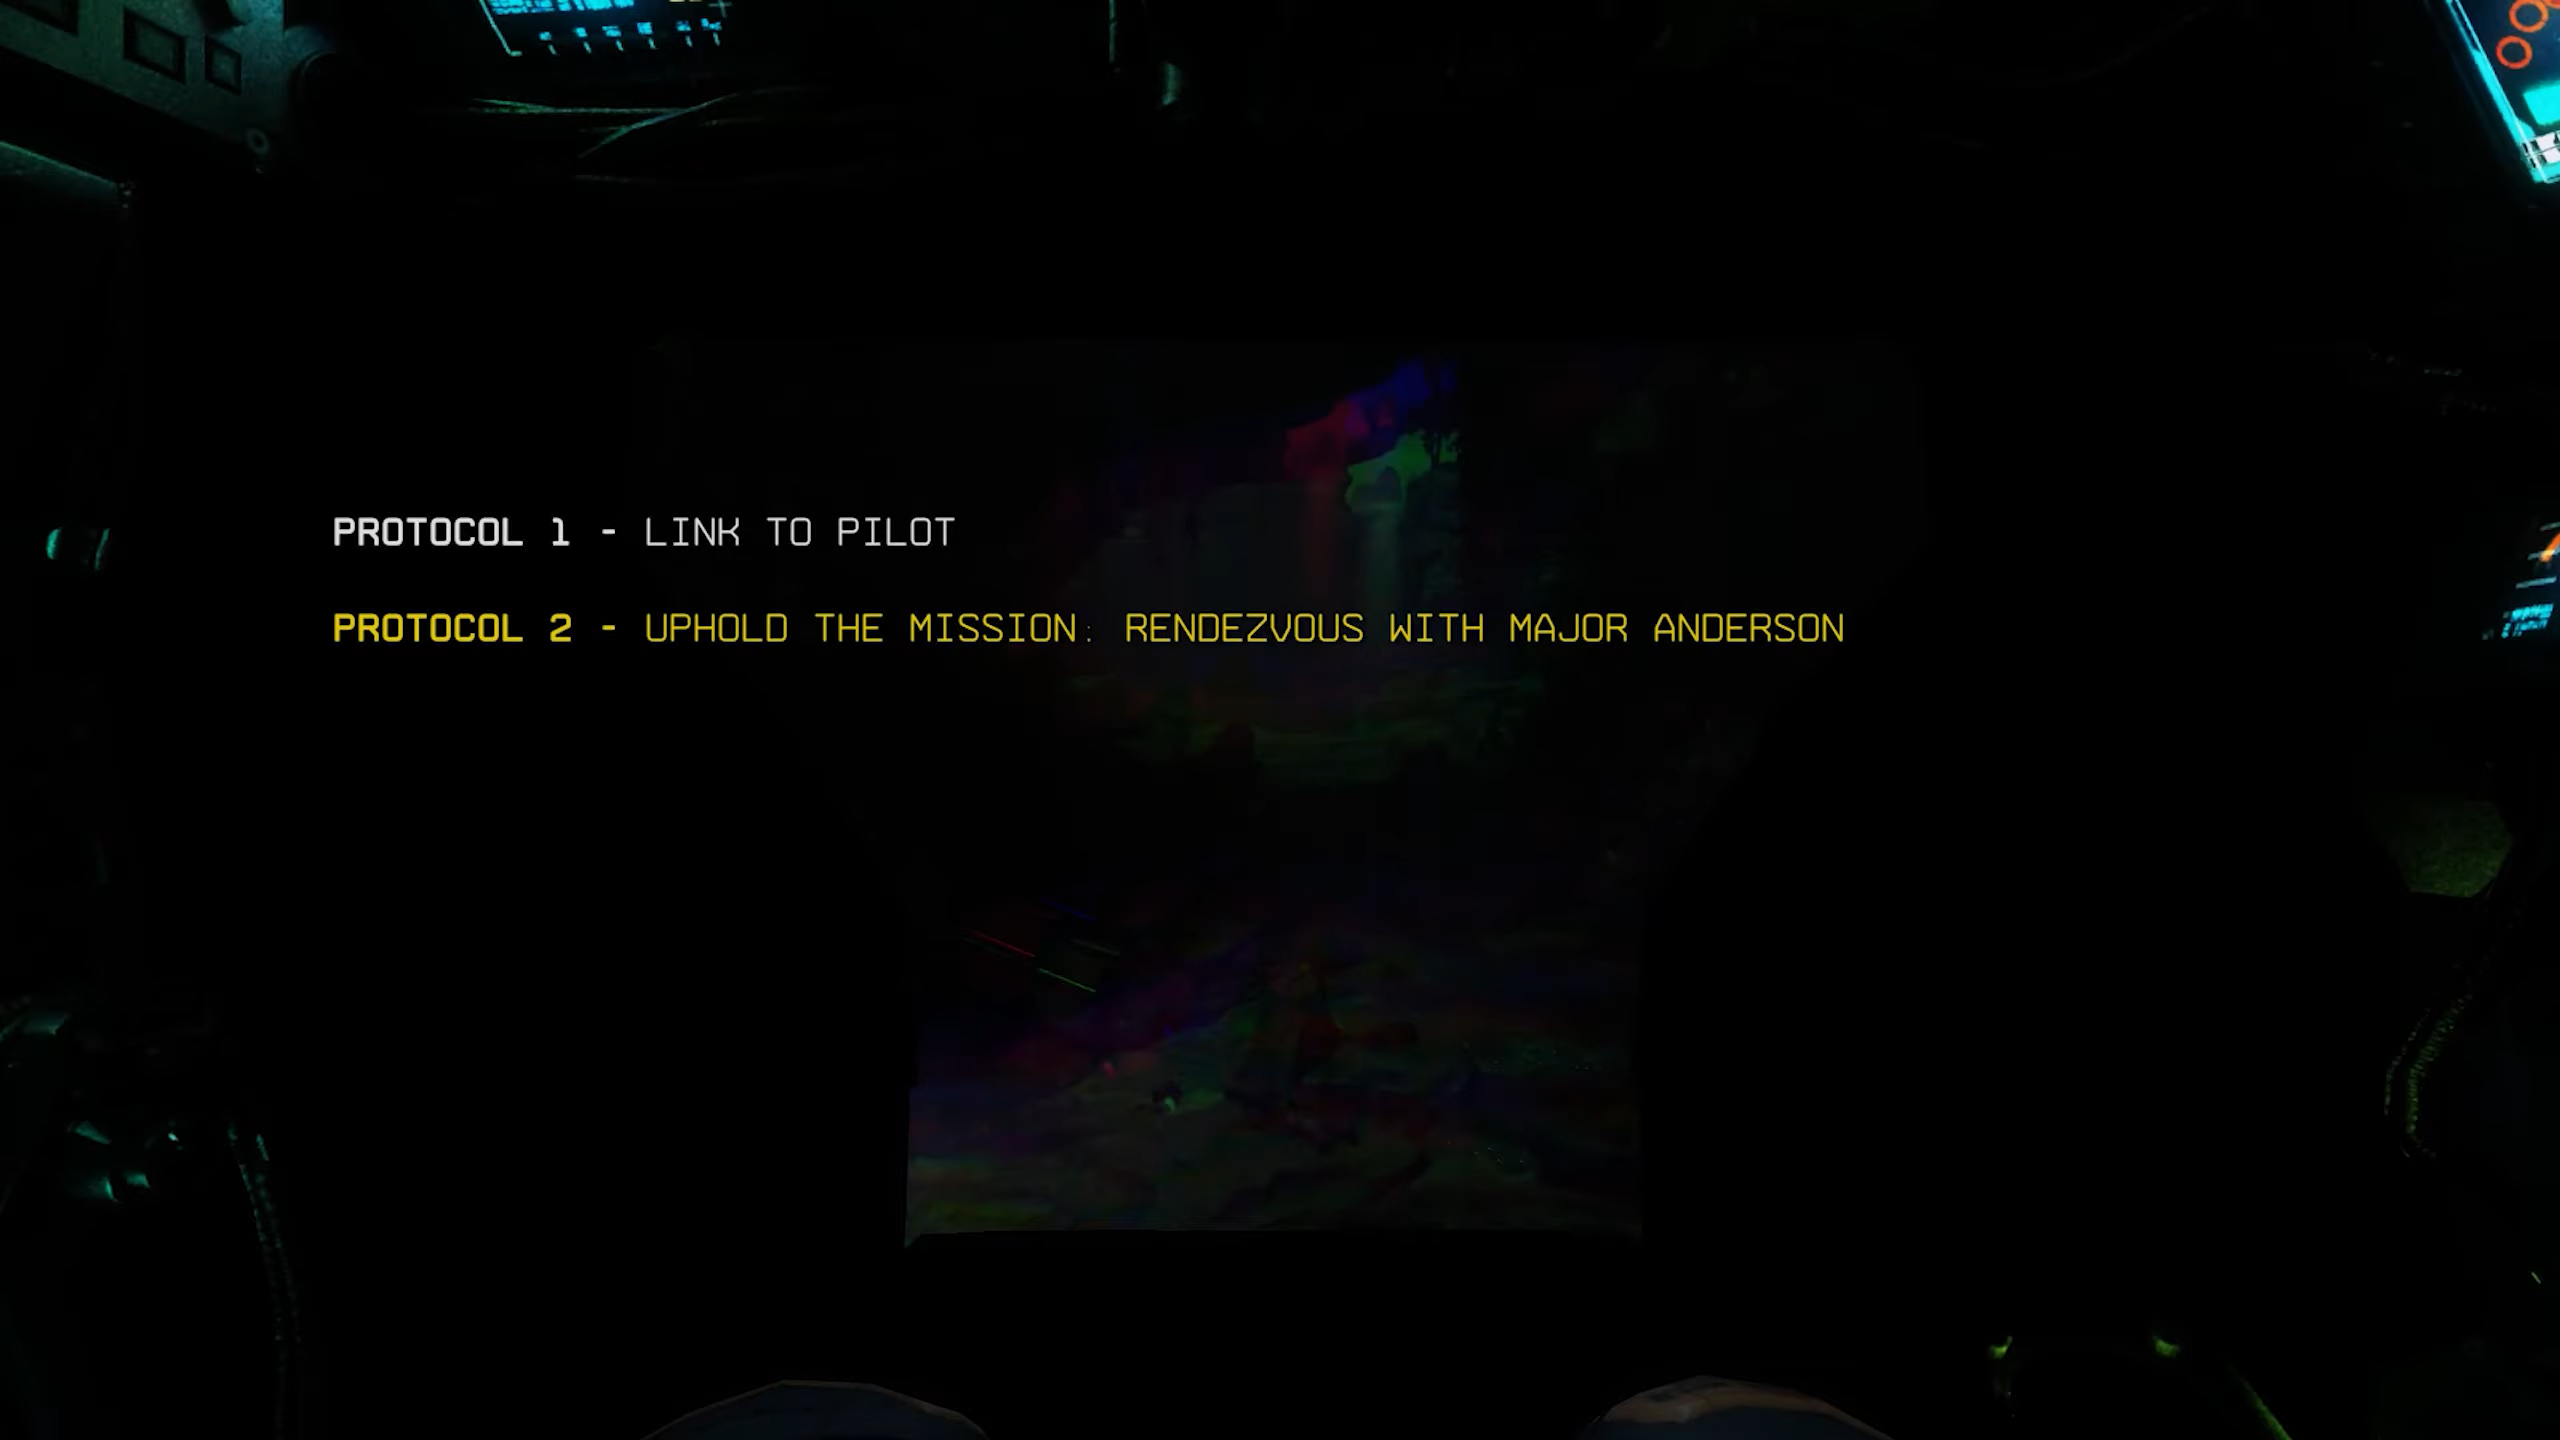 PROTOCOL 1 - LINK TO PILOT
PROTOCOL 2 - UPHOLD THE MISSION: RENDEZVOUS WITH MAJOR ANDERSON